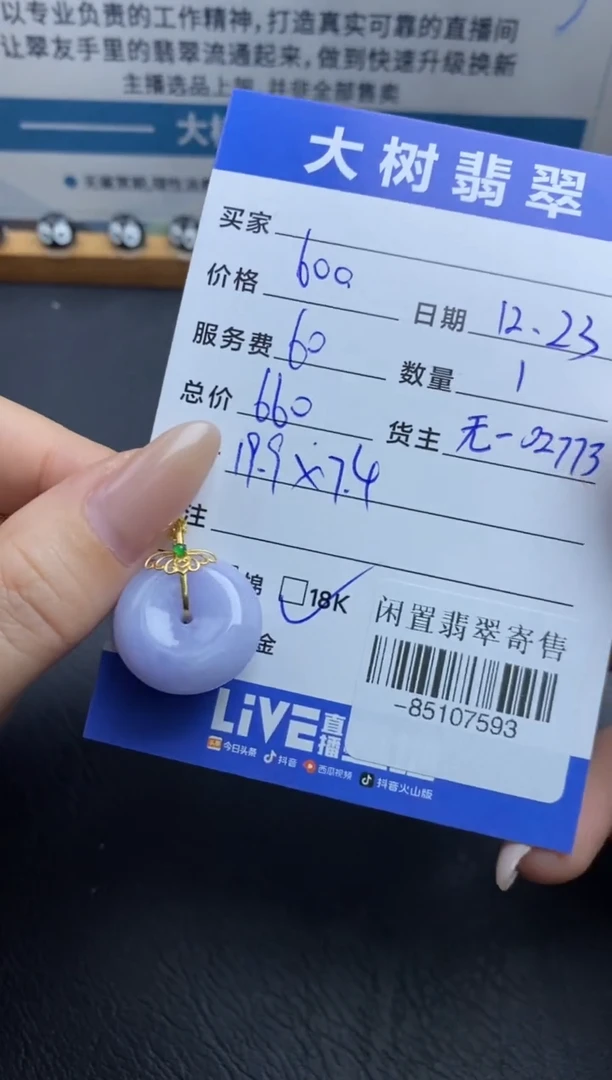 以专业负责的工作精神,打造真实可靠的直播间
让翠友手里的翡翠流通起来,做到快速升级换新
主播选品上架 并非全部售卖
大树翡翠
买家
价格 600
日期 12.23
服务费 60
数量 1
总价 660
货主 无-02773
19.9×7.4
注
棉 18K
金
闲置翡翠寄售
-85107593
LIVE直播
今日头条 抖音 西瓜视频 抖音火山版